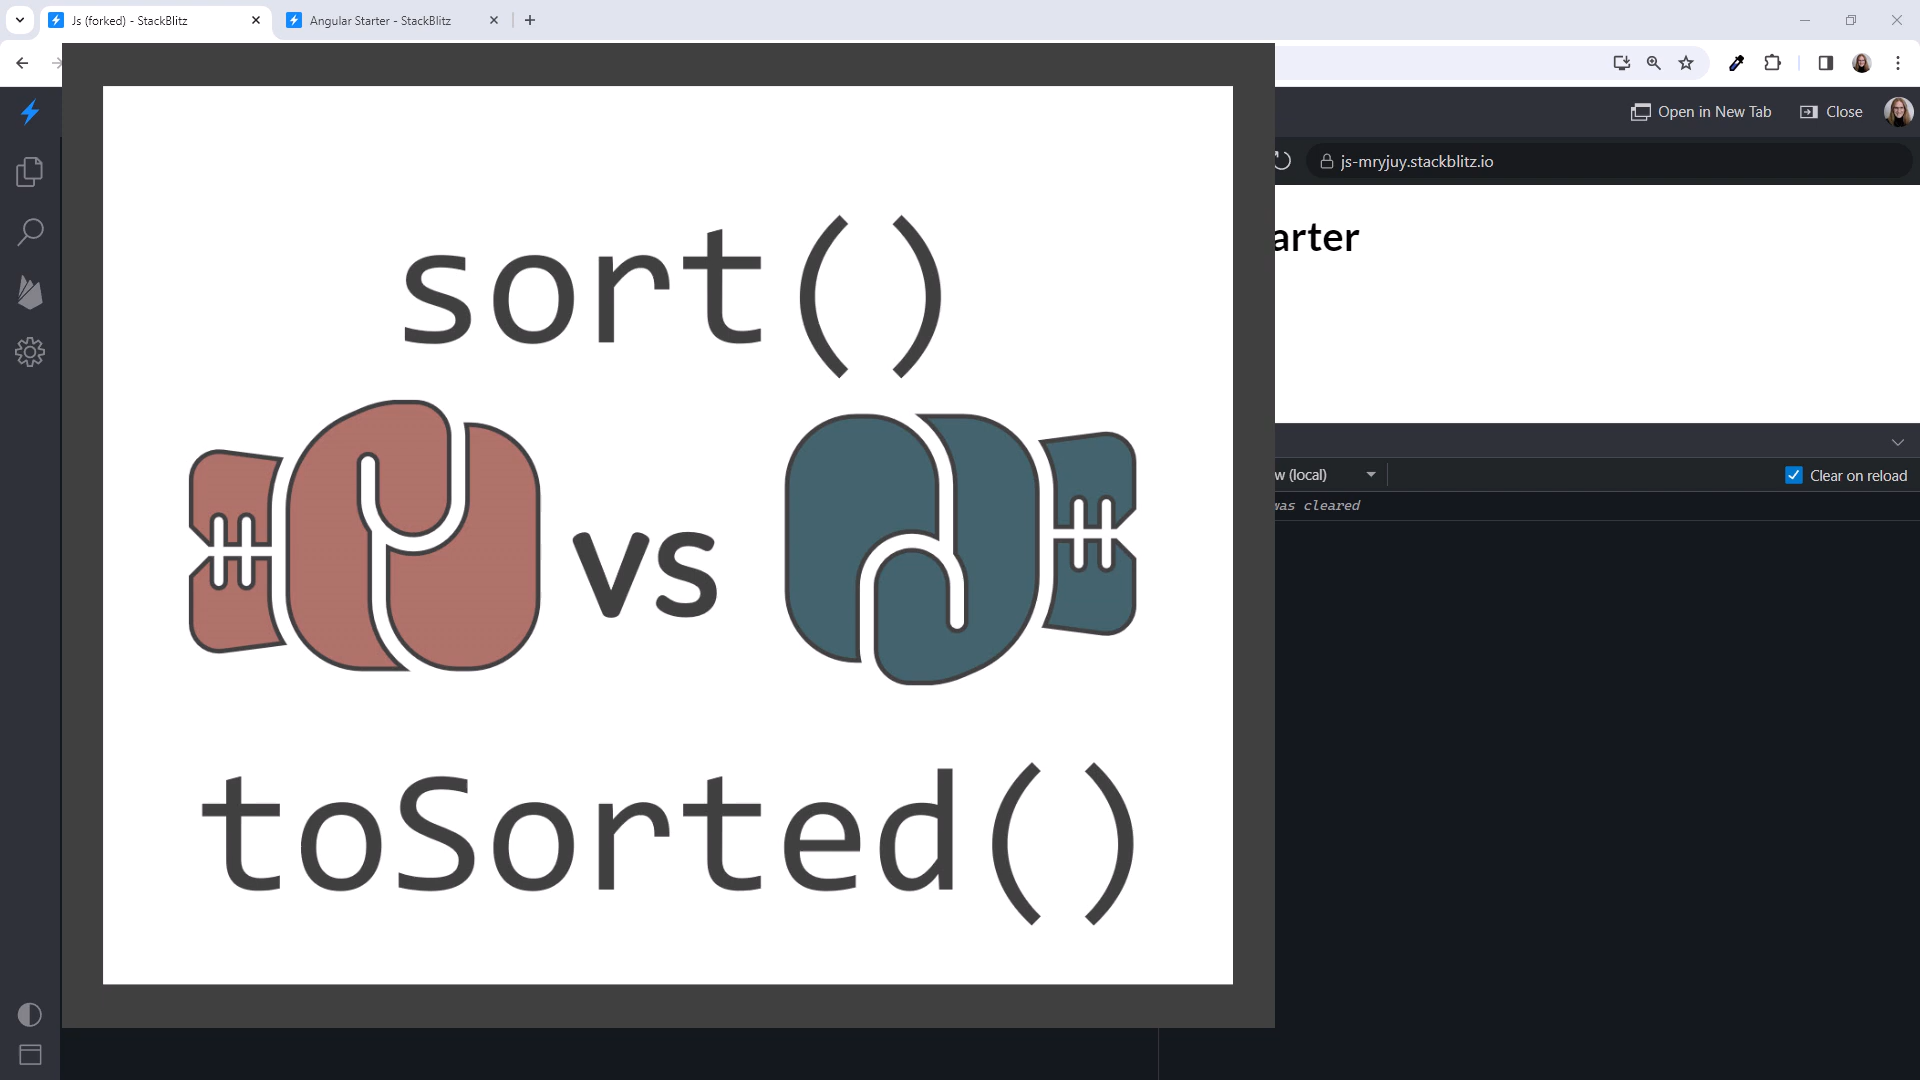 Js (forked) - StackBlitz
Angular Starter - StackBlitz
Open in New Tab
Close
js-mryjuy.stackblitz.io
arter
w (local)
Clear on reload
was cleared
sort()
vs
toSorted()